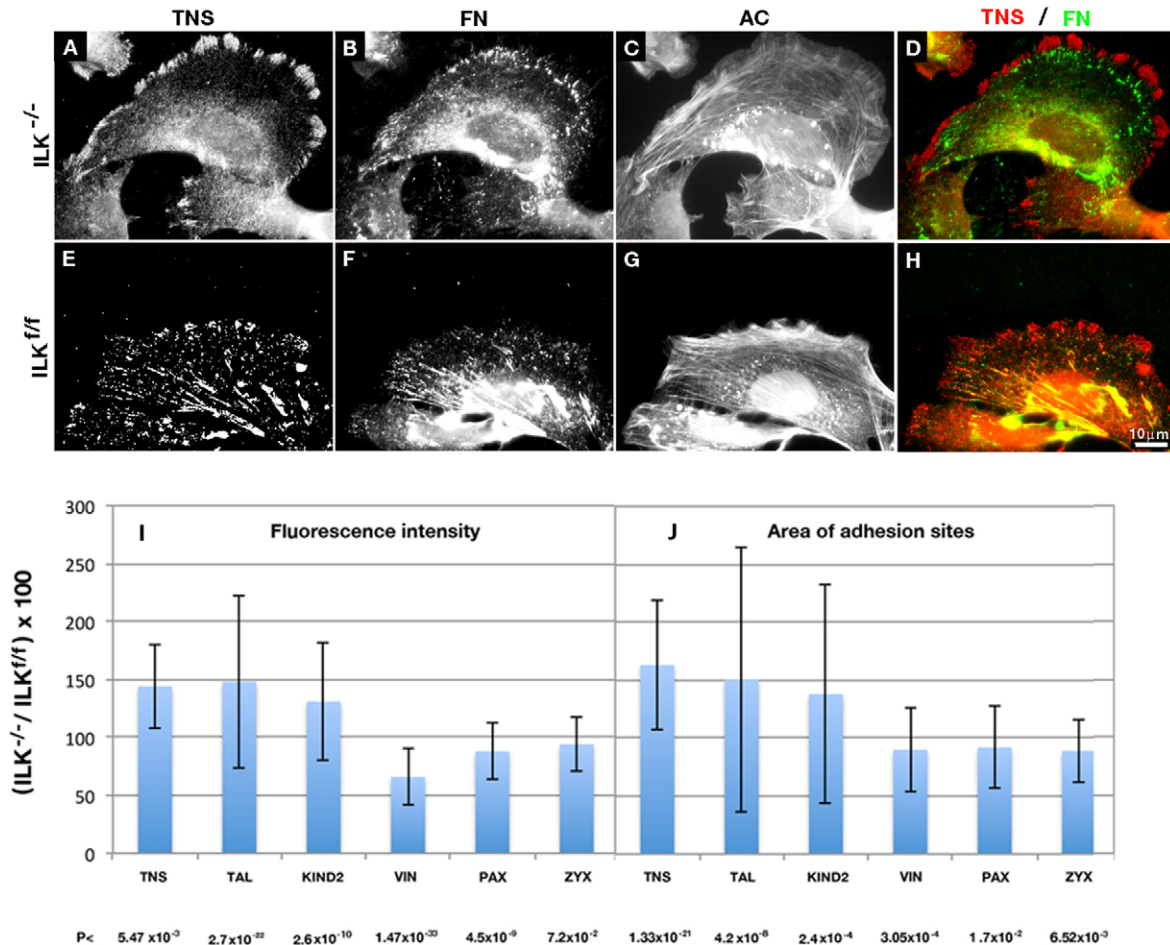 TNS FN AC TNS / FN
ILK-/-
A B C D
ILKf/f
E F G H
10μm
300
I Fluorescence intensity J Area of adhesion sites
250
200
150
100
50
0
(ILK-/-/ ILKf/f) x 100
TNS TAL KIND2 VIN PAX ZYX TNS TAL KIND2 VIN PAX ZYX
P< 5.47 x10-3 2.7x10-22 2.6x10-10 1.47x10-33 4.5x10-9 7.2x10-2 1.33x10-21 4.2 x10-8 2.4x10-4 3.05x10-4 1.7x10-2 6.52x10-3